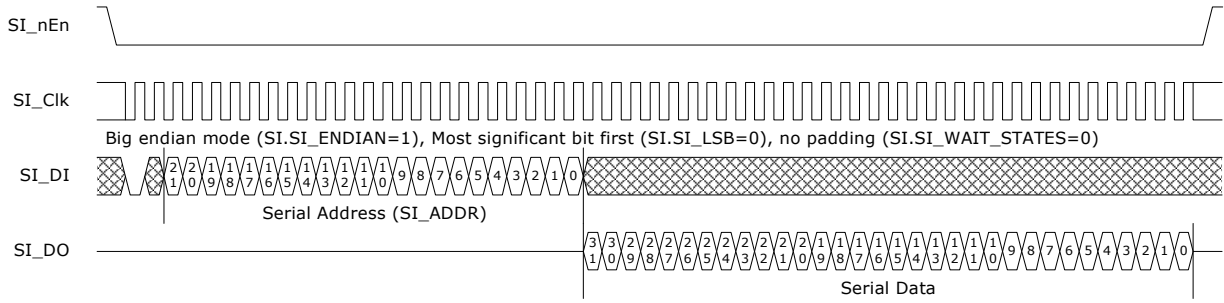 SI_nEn
SI_Clk
Big endian mode (SI.SI_ENDIAN=1), Most significant bit first (SI.SI_LSB=0), no padding (SI.SI_WAIT_STATES=0)
SI_DI 21 20 19 18 17 16 15 14 13 12 11 10 9 8 7 6 5 4 3 2 1 0
Serial Address (SI_ADDR)
SI_DO 31 30 29 28 27 26 25 24 23 22 21 20 19 18 17 16 15 14 13 12 11 10 9 8 7 6 5 4 3 2 1 0
Serial Data